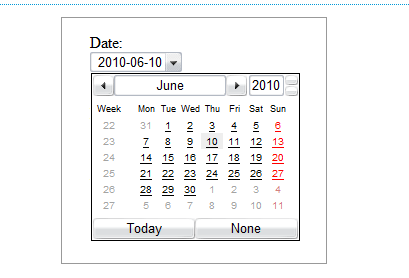 Date:
2010-06-10
June 2010
Week Mon Tue Wed Thu Fri Sat Sun
22 31 1 2 3 4 5 6
23 7 8 9 10 11 12 13
24 14 15 16 17 18 19 20
25 21 22 23 24 25 26 27
26 28 29 30 1 2 3 4
27 5 6 7 8 9 10 11
Today None